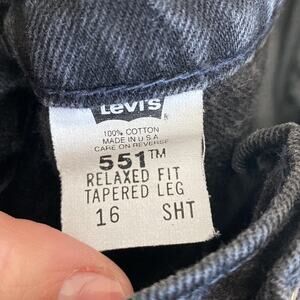 Levi's
100% COTTON
MADE IN U.S.A
CARE ON REVERSE
551™
RELAXED FIT
TAPERED LEG
16 SHT